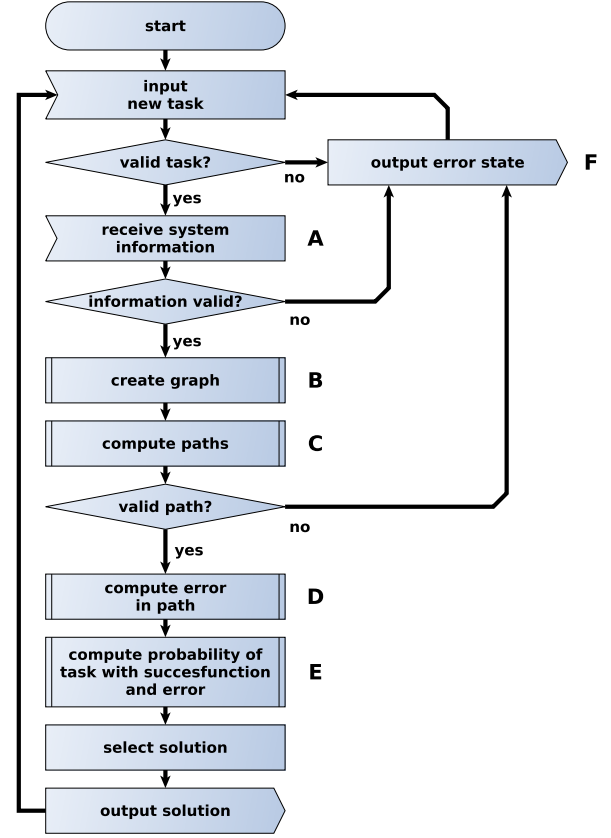 start
input
new task
valid task?
no
output error state
F
yes
receive system
information
A
information valid?
no
yes
create graph
B
compute paths
C
valid path?
no
yes
compute error
in path
D
compute probability of
task with succesfunction
and error
E
select solution
output solution